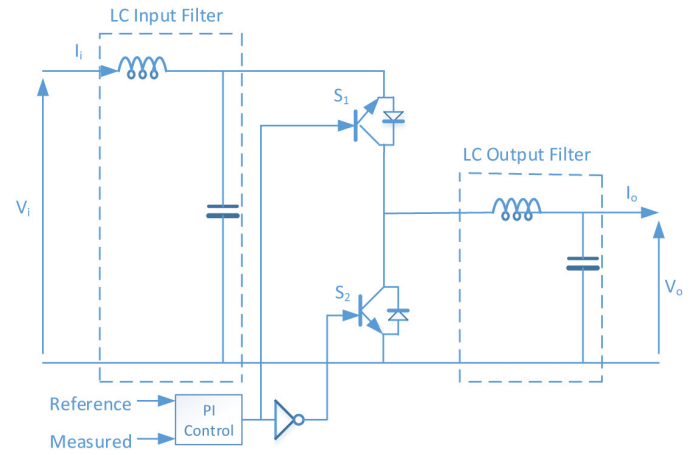 LC Input Filter
Iᵢ
S₁
LC Output Filter
Iₒ
Vᵢ
S₂
Vₒ
Reference
PI
Control
Measured